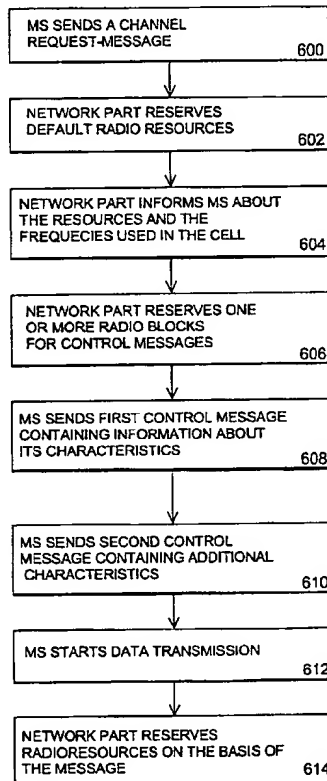 MS SENDS A CHANNEL
REQUEST-MESSAGE
600
NETWORK PART RESERVES
DEFAULT RADIO RESOURCES
602
NETWORK PART INFORMS MS ABOUT
THE RESOURCES AND THE
FREQUECIES USED IN THE CELL
604
NETWORK PART RESERVES ONE
OR MORE RADIO BLOCKS
FOR CONTROL MESSAGES
606
MS SENDS FIRST CONTROL MESSAGE
CONTAINING INFORMATION ABOUT
ITS CHARACTERISTICS
608
MS SENDS SECOND CONTROL
MESSAGE CONTAINING ADDITIONAL
CHARACTERISTICS
610
MS STARTS DATA TRANSMISSION
612
NETWORK PART RESERVES
RADIORESOURCES ON THE BASIS OF
THE MESSAGE
614